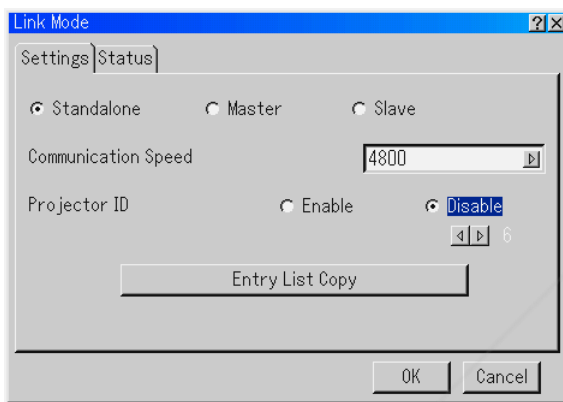 Link Mode
Settings Status
Standalone Master Slave
Communication Speed 4800
Projector ID Enable Disable
6
Entry List Copy
OK Cancel